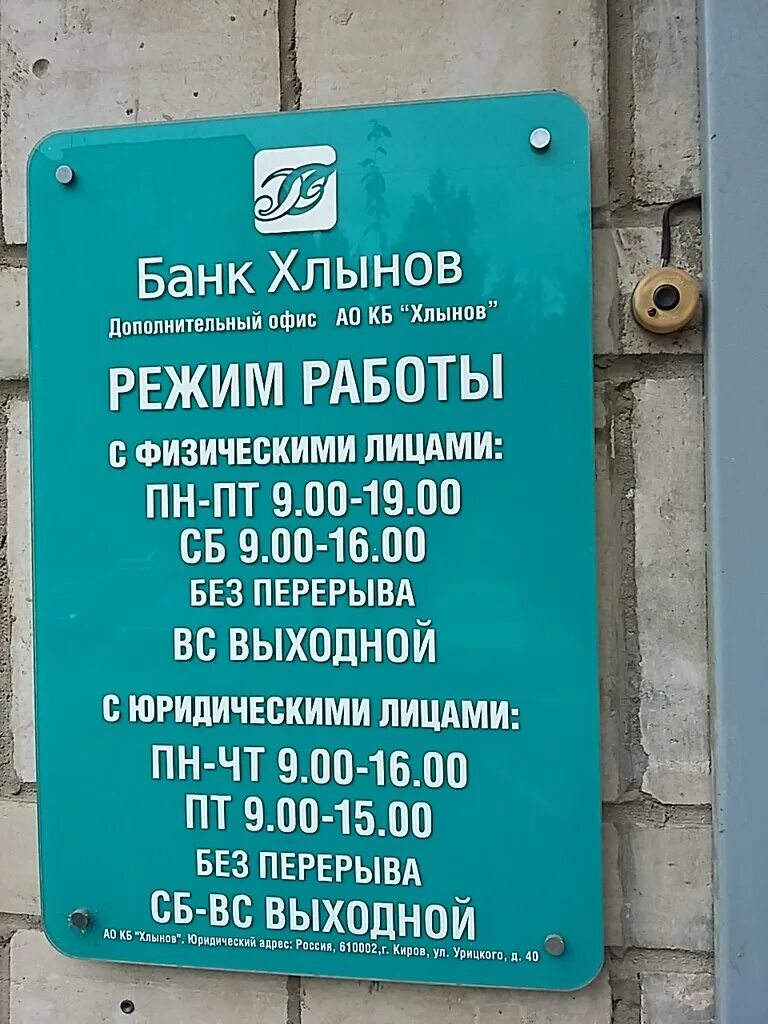 Банк Хлынов
Дополнительный офис АО КБ "Хлынов"
РЕЖИМ РАБОТЫ
С ФИЗИЧЕСКИМИ ЛИЦАМИ:
ПН-ПТ 9.00-19.00
СБ 9.00-16.00
БЕЗ ПЕРЕРЫВА
ВС ВЫХОДНОЙ
С ЮРИДИЧЕСКИМИ ЛИЦАМИ:
ПН-ЧТ 9.00-16.00
ПТ 9.00-15.00
БЕЗ ПЕРЕРЫВА
СБ-ВС ВЫХОДНОЙ
АО КБ "Хлынов". Юридический адрес: Россия, 610002,г. Киров, ул. Урицкого, д. 40